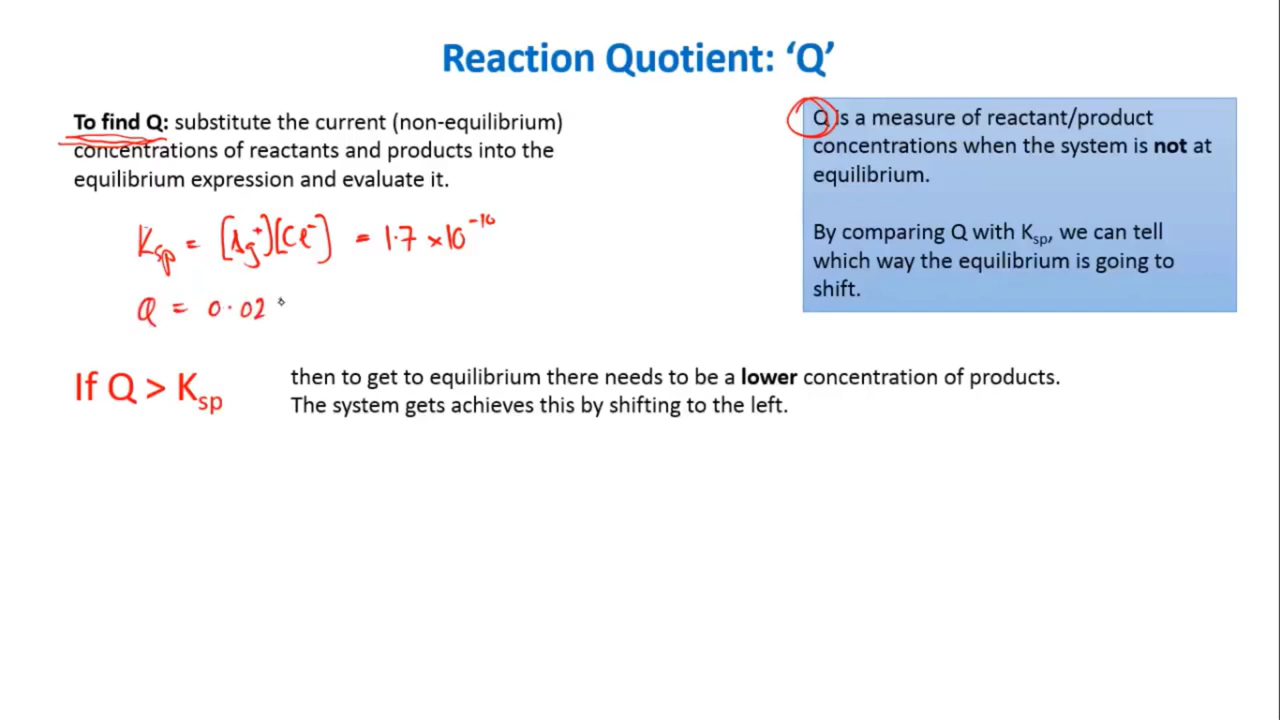 Reaction Quotient: ‘Q’
To find Q: substitute the current (non-equilibrium)
concentrations of reactants and products into the
equilibrium expression and evaluate it.
Ksp = [Ag⁺][Cl⁻] = 1.7 × 10⁻¹⁰
Q = 0.02
Q is a measure of reactant/product
concentrations when the system is not at
equilibrium.
By comparing Q with Ksp, we can tell
which way the equilibrium is going to
shift.
If Q > Ksp
then to get to equilibrium there needs to be a lower concentration of products.
The system gets achieves this by shifting to the left.